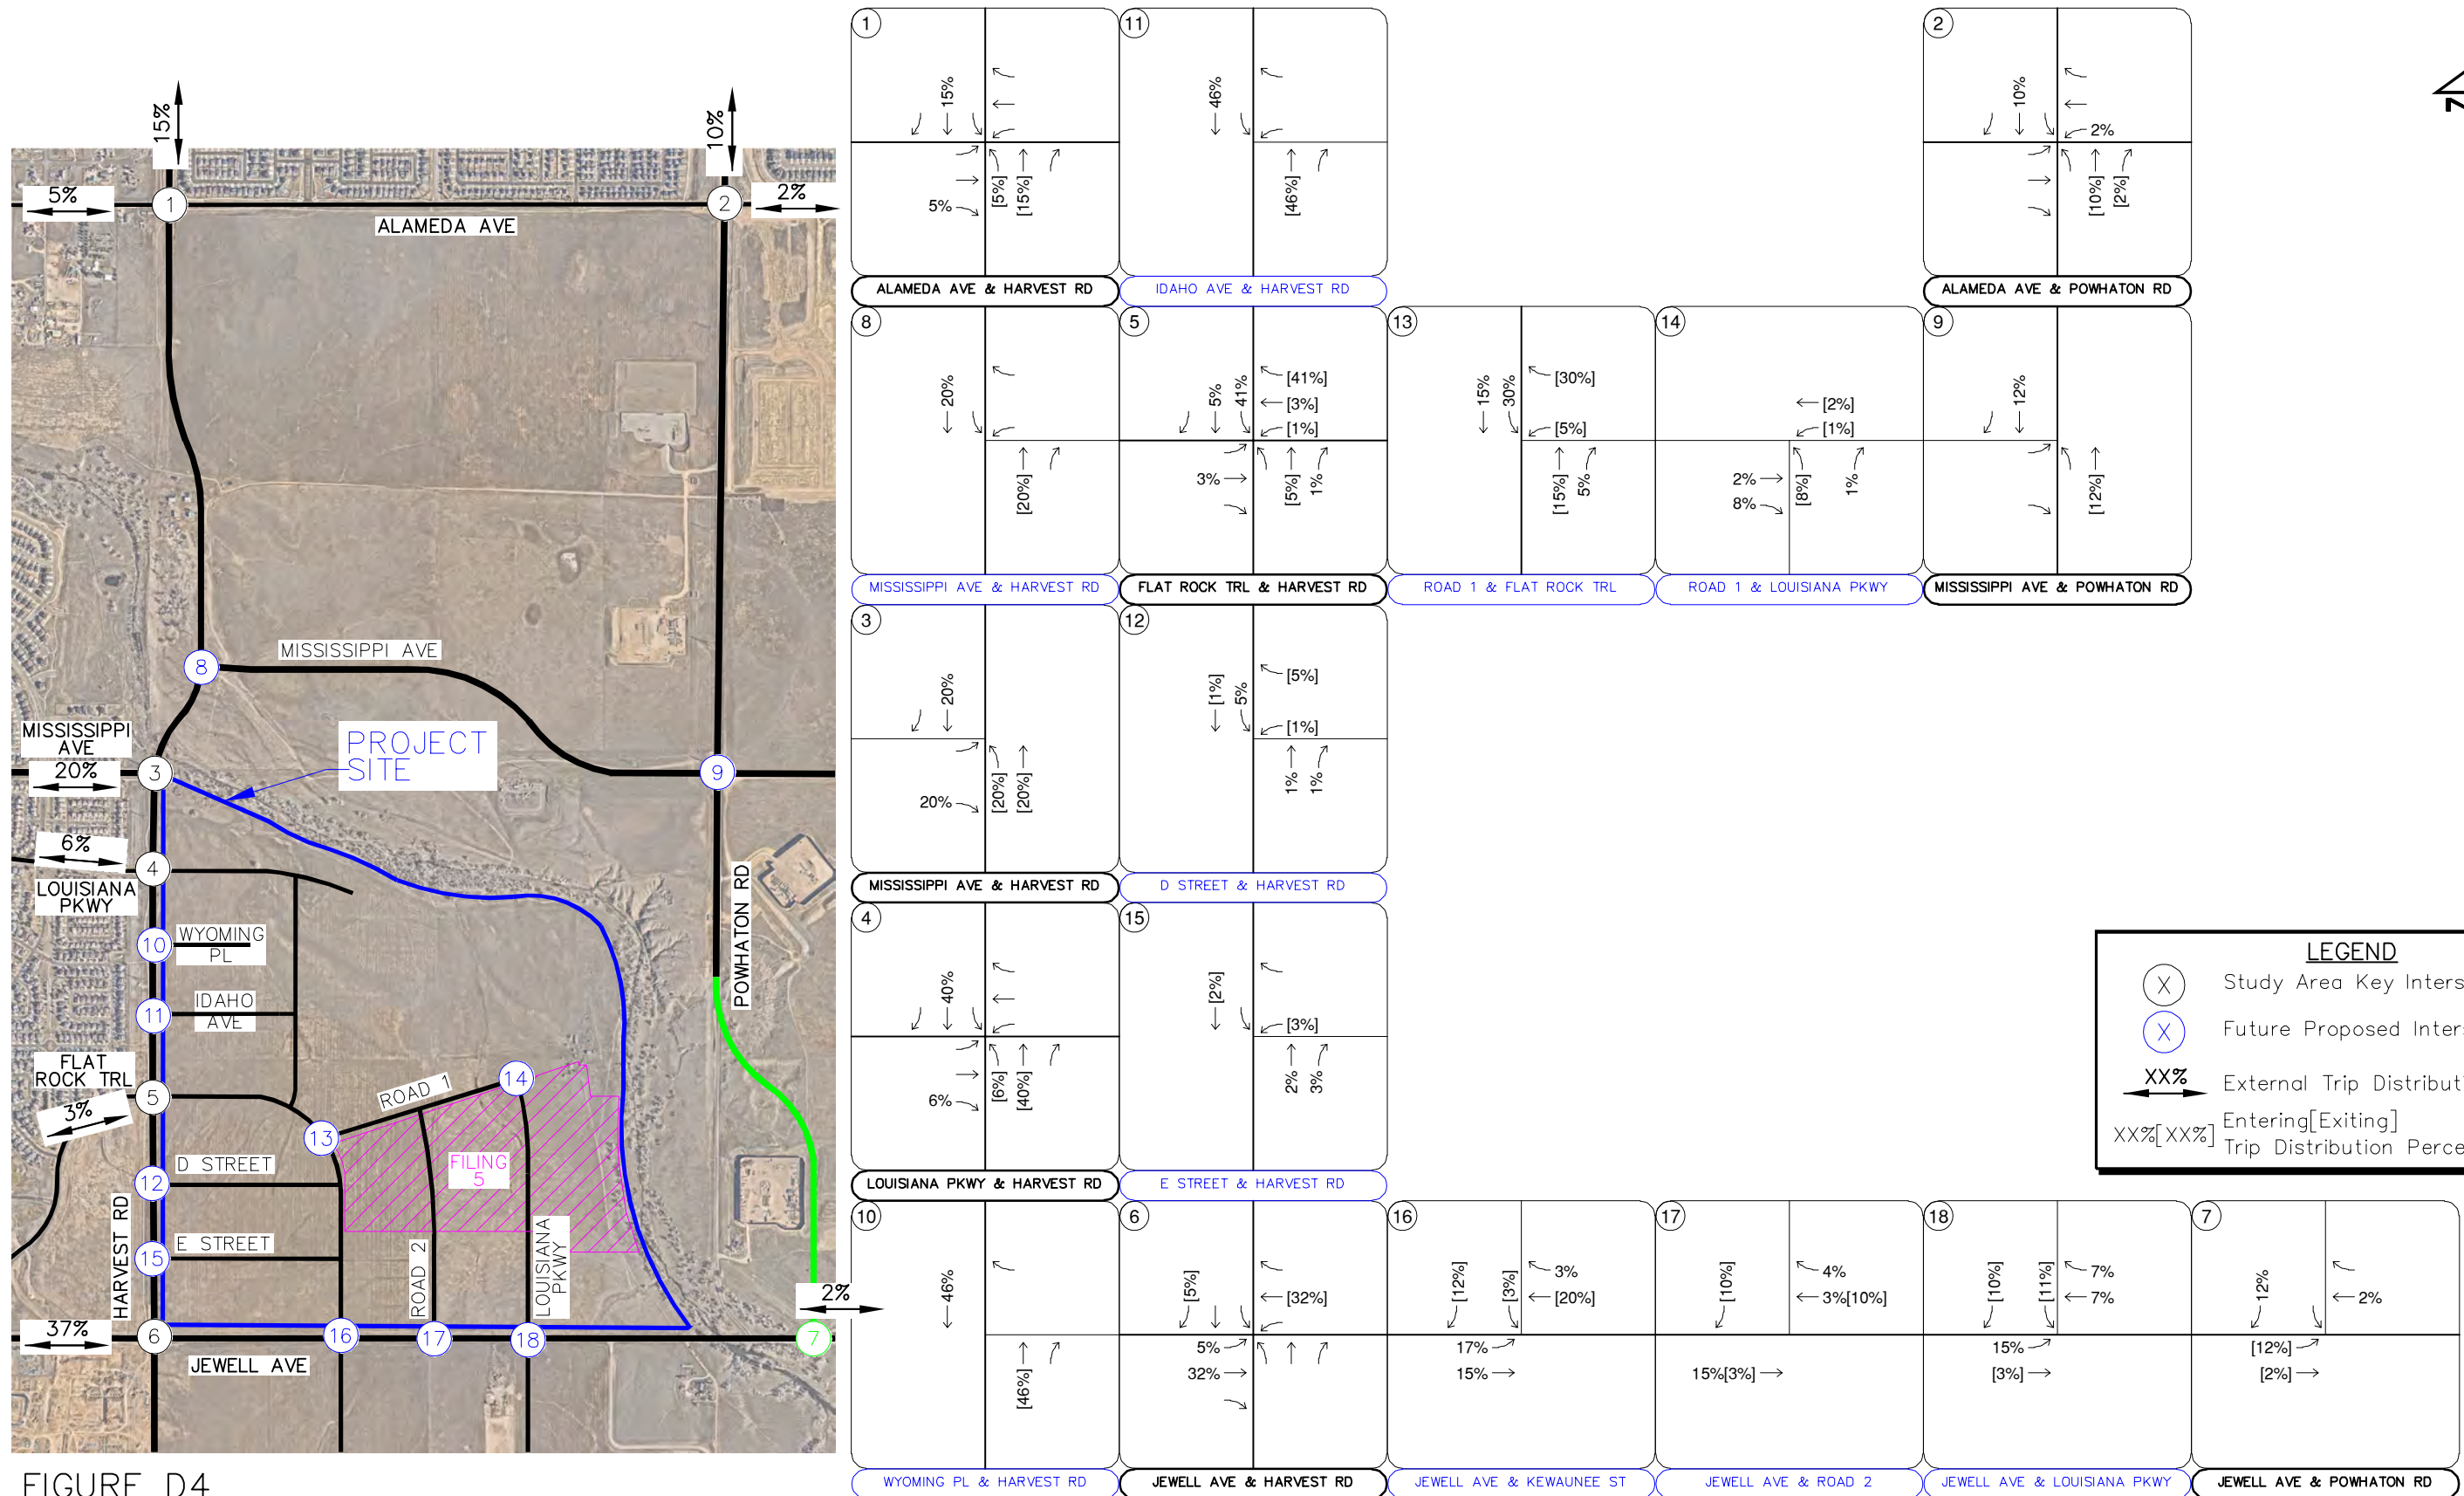 15%
10%
5%
1
2
2%
ALAMEDA AVE
8
MISSISSIPPI AVE
MISSISSIPPI
AVE
20%
3
PROJECT
SITE
9
6%
4
LOUISIANA
PKWY
10
WYOMING
PL
POWHATON RD
IDAHO
AVE
11
FLAT
ROCK TRL
5
3%
ROAD 1
14
13
D STREET
FILING
5
12
HARVEST RD
E STREET
15
ROAD 2
LOUISIANA
PKWY
2%
37%
6
16
17
18
7
JEWELL AVE
FIGURE D4
1
15%
5%
[5%]
[15%]
ALAMEDA AVE & HARVEST RD
11
46%
[46%]
IDAHO AVE & HARVEST RD
2
10%
2%
[10%]
[2%]
ALAMEDA AVE & POWHATON RD
8
20%
[20%]
MISSISSIPPI AVE & HARVEST RD
5
5%
41%
[41%]
[3%]
[1%]
3%
[5%]
1%
FLAT ROCK TRL & HARVEST RD
13
15%
30%
[30%]
[5%]
[15%]
5%
ROAD 1 & FLAT ROCK TRL
14
[2%]
[1%]
2%
8%
[8%]
1%
ROAD 1 & LOUISIANA PKWY
9
12%
[12%]
MISSISSIPPI AVE & POWHATON RD
3
20%
20%
[20%]
[20%]
MISSISSIPPI AVE & HARVEST RD
12
[1%]
5%
[5%]
[1%]
1%
1%
D STREET & HARVEST RD
4
40%
6%
[6%]
[40%]
LOUISIANA PKWY & HARVEST RD
15
[2%]
[3%]
2%
3%
E STREET & HARVEST RD
10
46%
[46%]
WYOMING PL & HARVEST RD
6
[5%]
[32%]
5%
32%
JEWELL AVE & HARVEST RD
16
[12%]
[3%]
3%
[20%]
17%
15%
JEWELL AVE & KEWAUNEE ST
17
[10%]
4%
3%[10%]
15%[3%]
JEWELL AVE & ROAD 2
18
[10%]
[11%]
7%
7%
15%
[3%]
JEWELL AVE & LOUISIANA PKWY
7
12%
2%
[12%]
[2%]
JEWELL AVE & POWHATON RD
LEGEND
X Study Area Key Inters
X Future Proposed Inter
XX% External Trip Distribut
XX%[XX%] Entering[Exiting]
Trip Distribution Perce